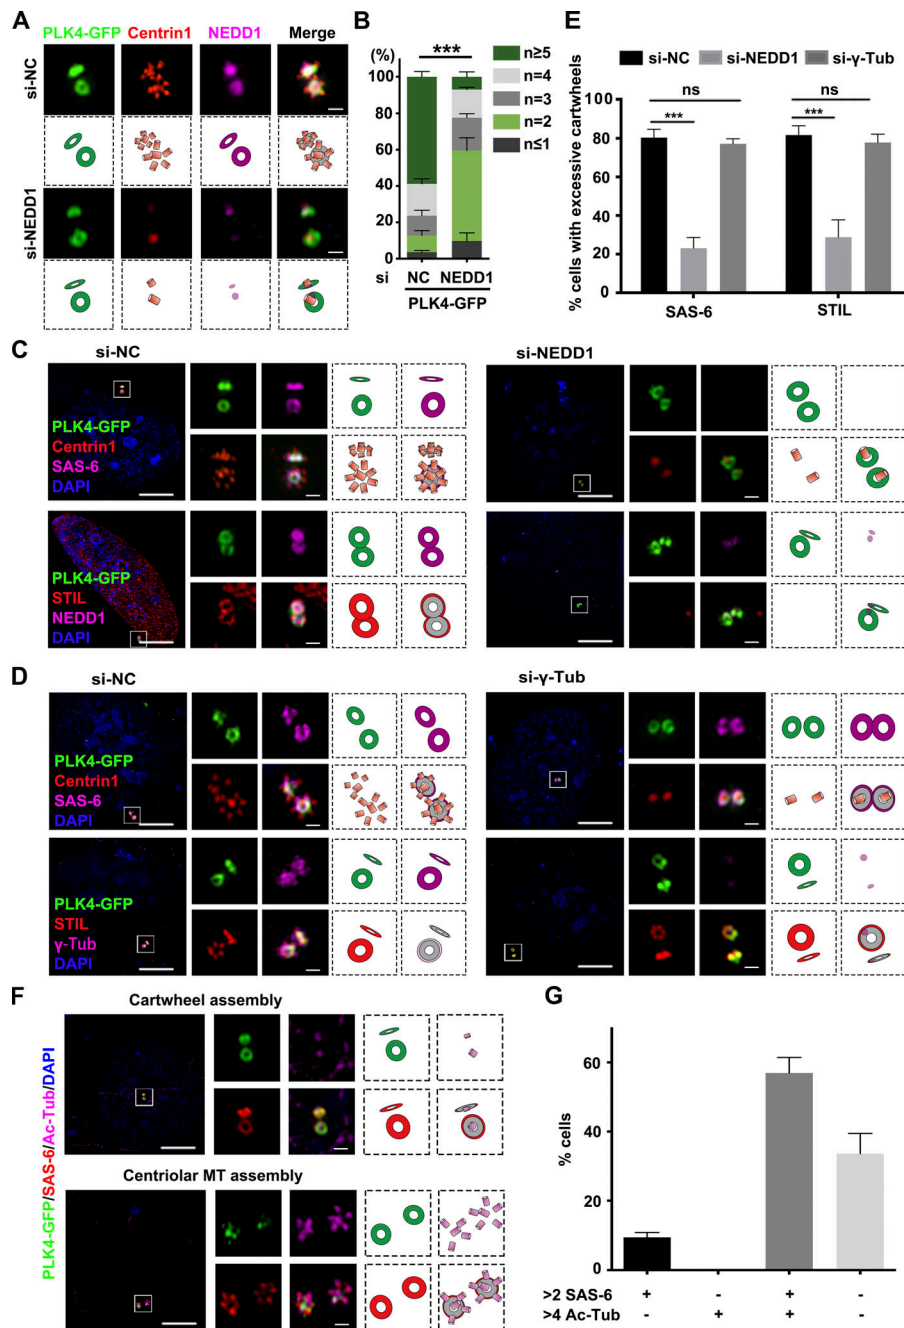 A
PLK4-GFP Centrin1 NEDD1 Merge
si-NC
si-NEDD1
B
(%)
***
100
80
60
40
20
0
n≥5
n=4
n=3
n=2
n≤1
si NC NEDD1
PLK4-GFP
E
si-NC si-NEDD1 si-γ-Tub
% cells with excessive cartwheels
100
80
60
40
20
0
ns ns
*** ***
SAS-6 STIL
C
si-NC si-NEDD1
PLK4-GFP
Centrin1
SAS-6
DAPI
PLK4-GFP
STIL
NEDD1
DAPI
D
si-NC si-γ-Tub
PLK4-GFP
Centrin1
SAS-6
DAPI
PLK4-GFP
STIL
γ-Tub
DAPI
F
Cartwheel assembly
PLK4-GFP/SAS-6/Ac-Tub/DAPI
Centriolar MT assembly
G
% cells
60
40
20
0
>2 SAS-6 + - + -
>4 Ac-Tub - + + -